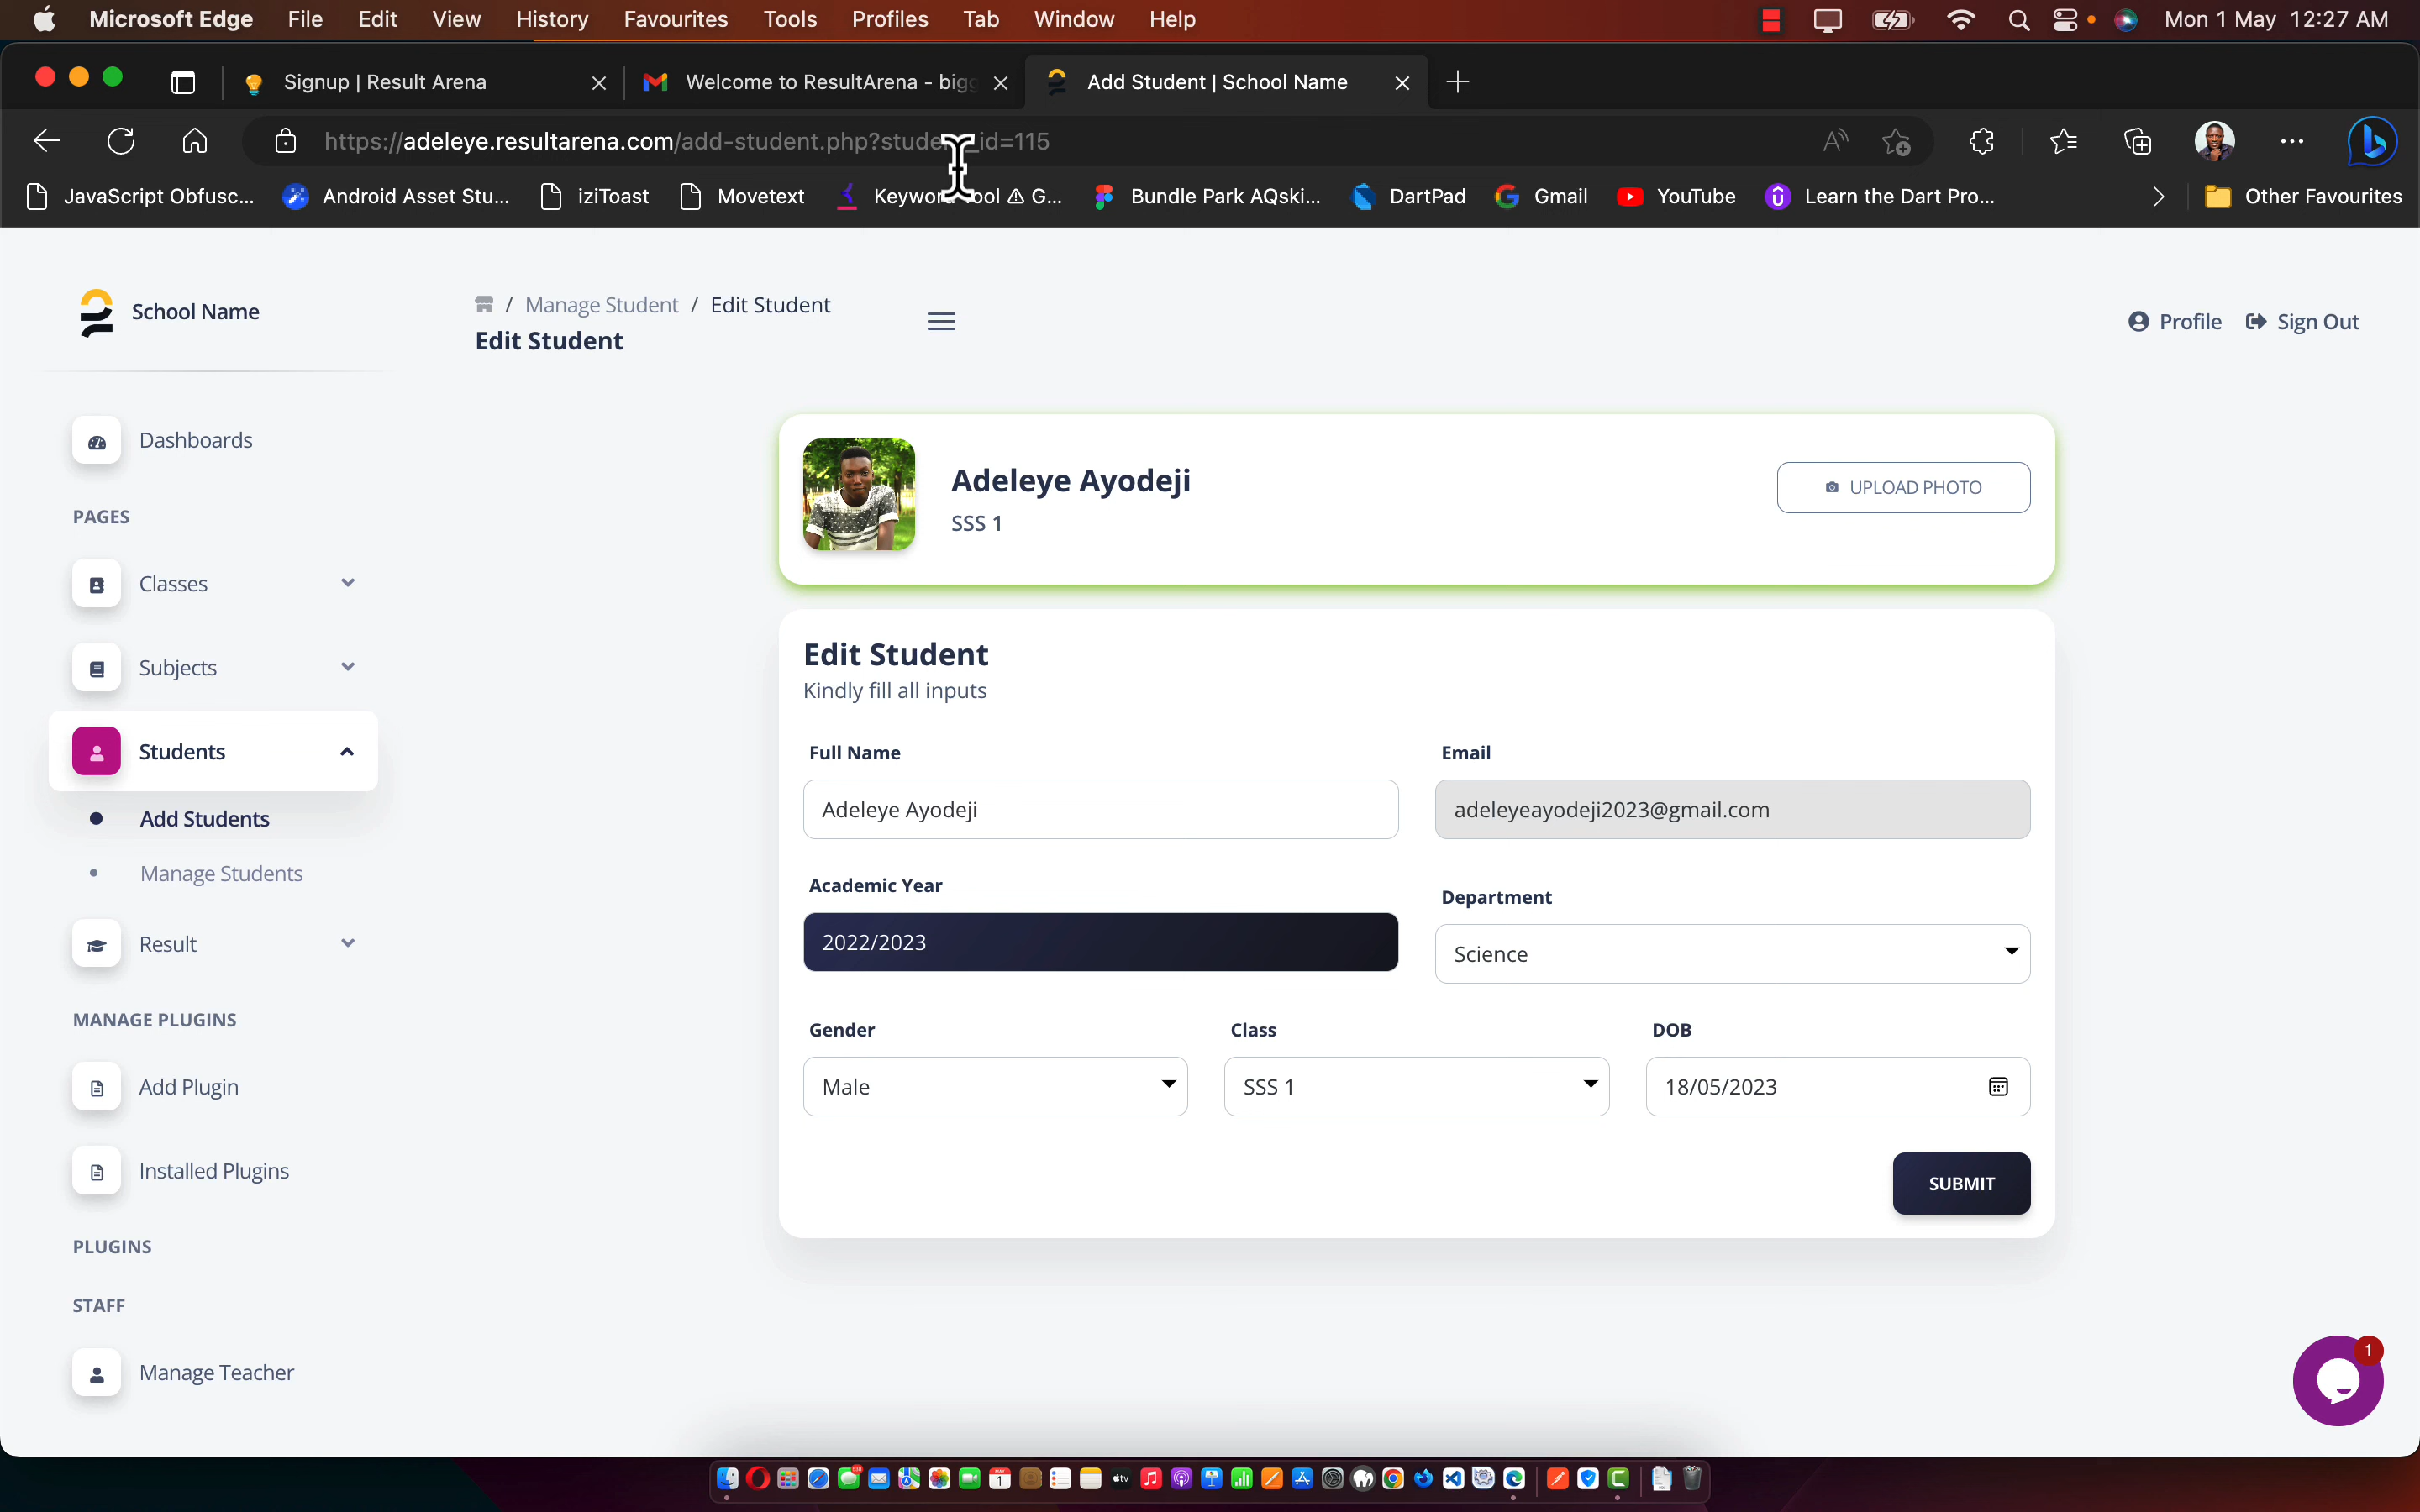 Microsoft Edge File Edit View History Favourites Tools Profiles Tab Window Help Mon 1 May 12:27 AM
Signup | Result Arena Welcome to ResultArena - bigg Add Student | School Name
https://adeleye.resultarena.com/add-student.php?student_id=115
JavaScript Obfusc... Android Asset Stu... iziToast Movetext Keyword Tool ⚠ G... Bundle Park AQski... DartPad Gmail YouTube Learn the Dart Pro... Other Favourites
School Name
/ Manage Student / Edit Student
Edit Student
Profile Sign Out
Dashboards
PAGES
Classes
Subjects
Students
Add Students
Manage Students
Result
MANAGE PLUGINS
Add Plugin
Installed Plugins
PLUGINS
STAFF
Manage Teacher
Adeleye Ayodeji
SSS 1
UPLOAD PHOTO
Edit Student
Kindly fill all inputs
Full Name Email
Adeleye Ayodeji adeleyeayodeji2023@gmail.com
Academic Year Department
2022/2023 Science
Gender Class DOB
Male SSS 1 18/05/2023
SUBMIT
1